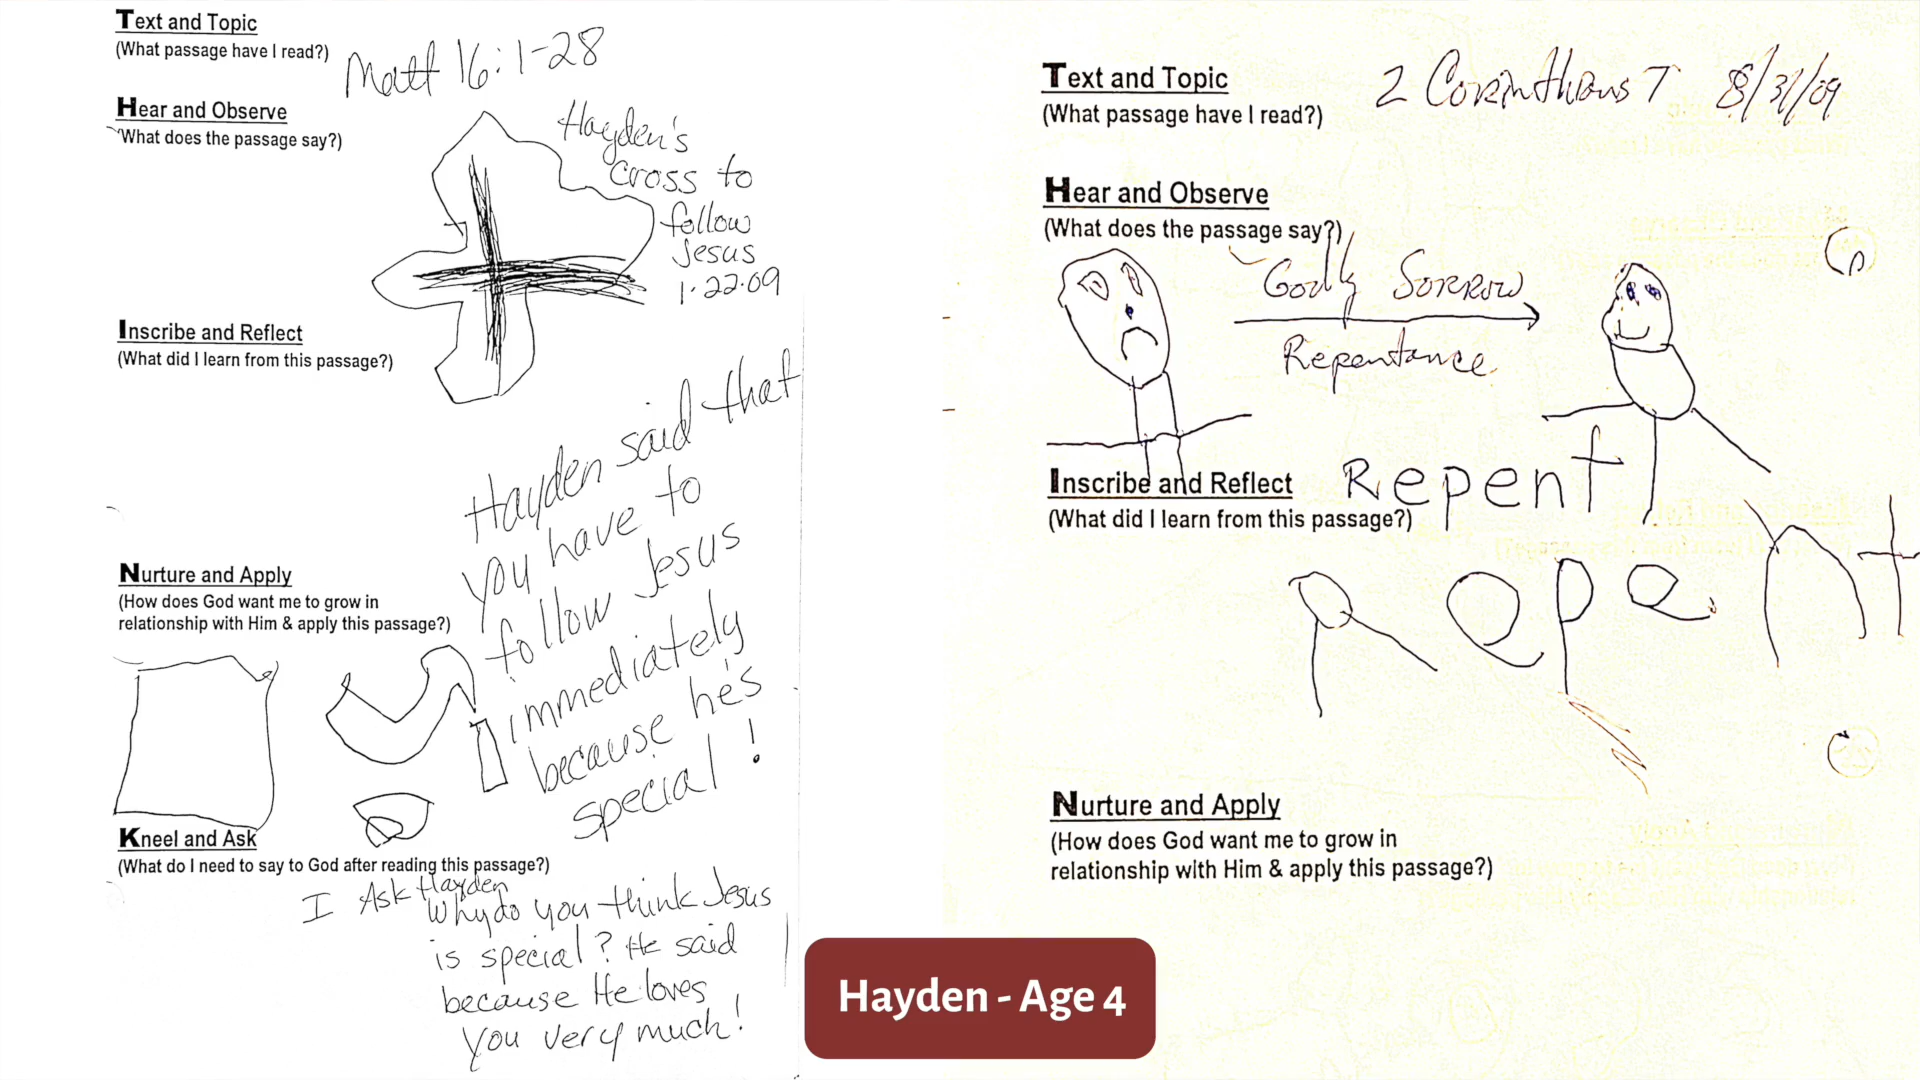 Text and Topic
(What passage have I read?)
Matt 16:1-28
Hear and Observe
(What does the passage say?)
Hayden's
cross to
follow
Jesus
1.22.09
Inscribe and Reflect
(What did I learn from this passage?)
Hayden said that
you have to
follow Jesus
immediately
because he's
special!
Nurture and Apply
(How does God want me to grow in
relationship with Him & apply this passage?)
Kneel and Ask
(What do I need to say to God after reading this passage?)
I Ask Hayden
Why do you think Jesus
is special? He said
because He loves
you very much!
Text and Topic
(What passage have I read?)
2 Corinthians 7 8/31/09
Hear and Observe
(What does the passage say?)
Godly Sorrow
Repentance
Inscribe and Reflect
(What did I learn from this passage?)
Repent
Repent
Nurture and Apply
(How does God want me to grow in
relationship with Him & apply this passage?)
Hayden - Age 4